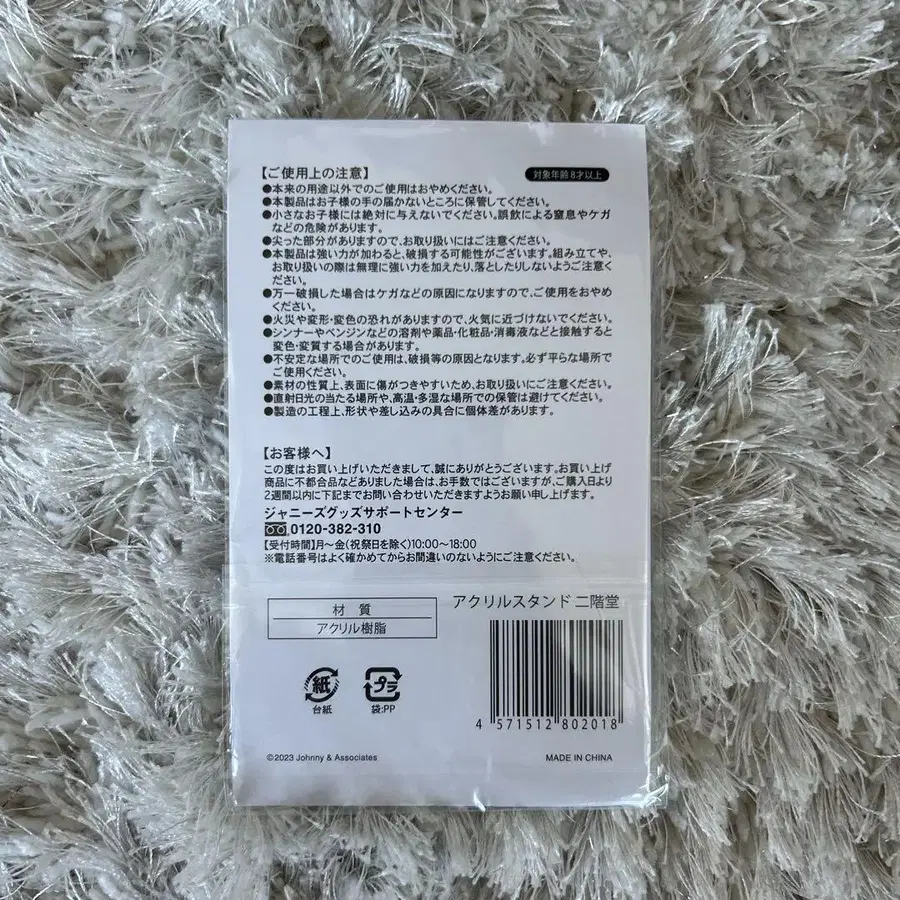 【ご使用上の注意】
対象年齢8才以上
●本来の用途以外でのご使用はおやめください。
●本製品はお子様の手の届かないところに保管してください。
●小さなお子様には絶対に与えないでください。誤飲による窒息やケガ
などの危険があります。
●尖った部分がありますので、お取り扱いにはご注意ください。
●本製品は強い力が加わると、破損する可能性がございます。組み立てや、
お取り扱いの際は無理に強い力を加えたり、落としたりしないようご注意く
ださい。
●万一破損した場合はケガなどの原因になりますので、ご使用をおやめ
ください。
●火災や変形・変色の恐れがありますので、火気に近づけないでください。
●シンナーやベンジンなどの溶剤や薬品・化粧品・消毒液などと接触すると
変色・変質する場合があります。
●不安定な場所でのご使用は、破損等の原因となります。必ず平らな場所で
ご使用ください。
●素材の性質上、表面に傷がつきやすいため、お取り扱いにご注意ください。
●直射日光の当たる場所や、高温・多湿な場所での保管は避けてください。
●製造の工程上、形状や差し込みの具合に個体差があります。
【お客様へ】
この度はお買い上げいただきまして、誠にありがとうございます。お買い上げ
商品に不都合品などありました場合は、お手数ではございますが、ご購入日より
2週間以内に下記までお問い合わせいただきますようお願い申し上げます。
ジャニーズグッズサポートセンター
0120-382-310
【受付時間】月〜金(祝祭日を除く)10:00〜18:00
※電話番号はよく確かめてからお間違いのないようにご注意ください。
材 質
アクリル樹脂
アクリルスタンド 二階堂
紙
台紙
プラ
袋:PP
4 571512 802018
©2023 Johnny & Associates
MADE IN CHINA